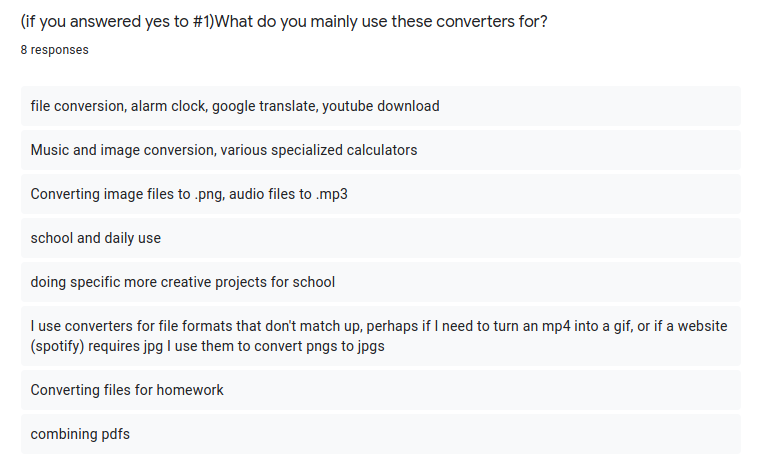 (if you answered yes to #1)What do you mainly use these converters for?
8 responses
file conversion, alarm clock, google translate, youtube download
Music and image conversion, various specialized calculators
Converting image files to .png, audio files to .mp3
school and daily use
doing specific more creative projects for school
I use converters for file formats that don't match up, perhaps if I need to turn an mp4 into a gif, or if a website
(spotify) requires jpg I use them to convert pngs to jpgs
Converting files for homework
combining pdfs